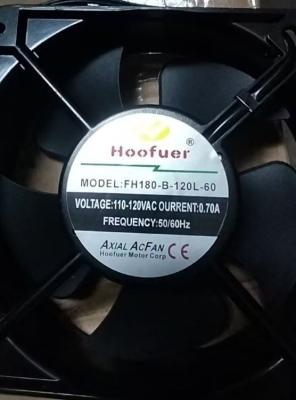 Hoofuer
MODEL:FH180-B-120L-60
VOLTAGE:110-120VAC OURRENT:0.70A
FREQUENCY:50/60Hz
AXIAL ACFAN CE
Hoofuer Motor Corp